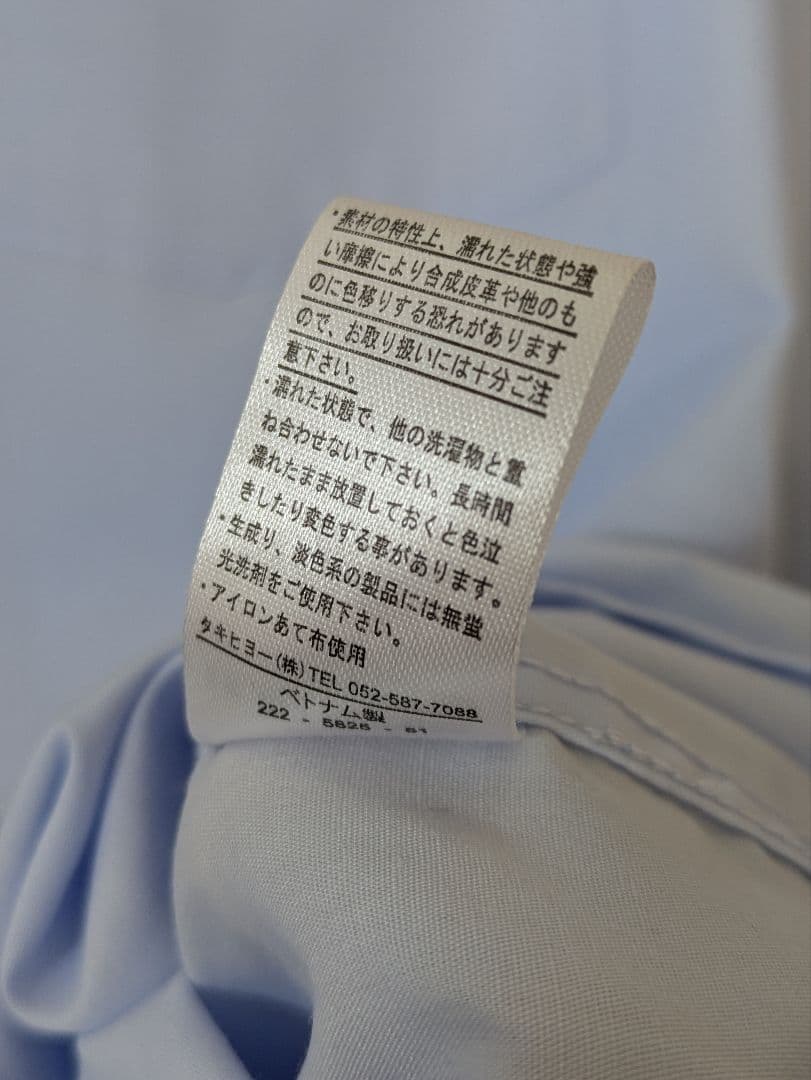 ・素材の特性上、濡れた状態や強
い摩擦により合成皮革や他のも
のに色移りする恐れがあります
ので、お取り扱いには十分ご注
意下さい。
・濡れた状態で、他の洗濯物と重
ね合わせないで下さい。長時間
濡れたまま放置しておくと色泣
きしたり変色する事があります。
・生成り、淡色系の製品には無蛍
光洗剤をご使用下さい。
・アイロンあて布使用
タキヒヨー(株)TEL 052-587-7088
ベトナム製
222 - 5825 - 81